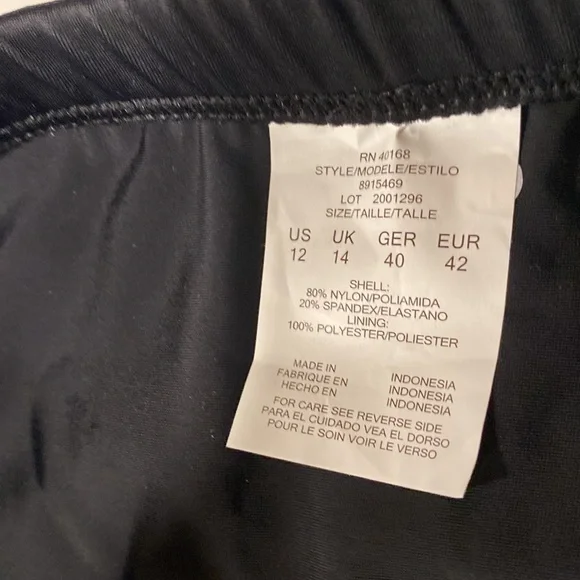 RN 40168
STYLE/MODELE/ESTILO
8915469
LOT 2001296
SIZE/TAILLE/TALLE
US UK GER EUR
12 14 40 42
SHELL:
80% NYLON/POLIAMIDA
20% SPANDEX/ELASTANO
LINING:
100% POLYESTER/POLIESTER
MADE IN INDONESIA
FABRIQUE EN INDONESIA
HECHO EN INDONESIA
FOR CARE SEE REVERSE SIDE
PARA EL CUIDADO VEA EL DORSO
POUR LE SOIN VOIR LE VERSO